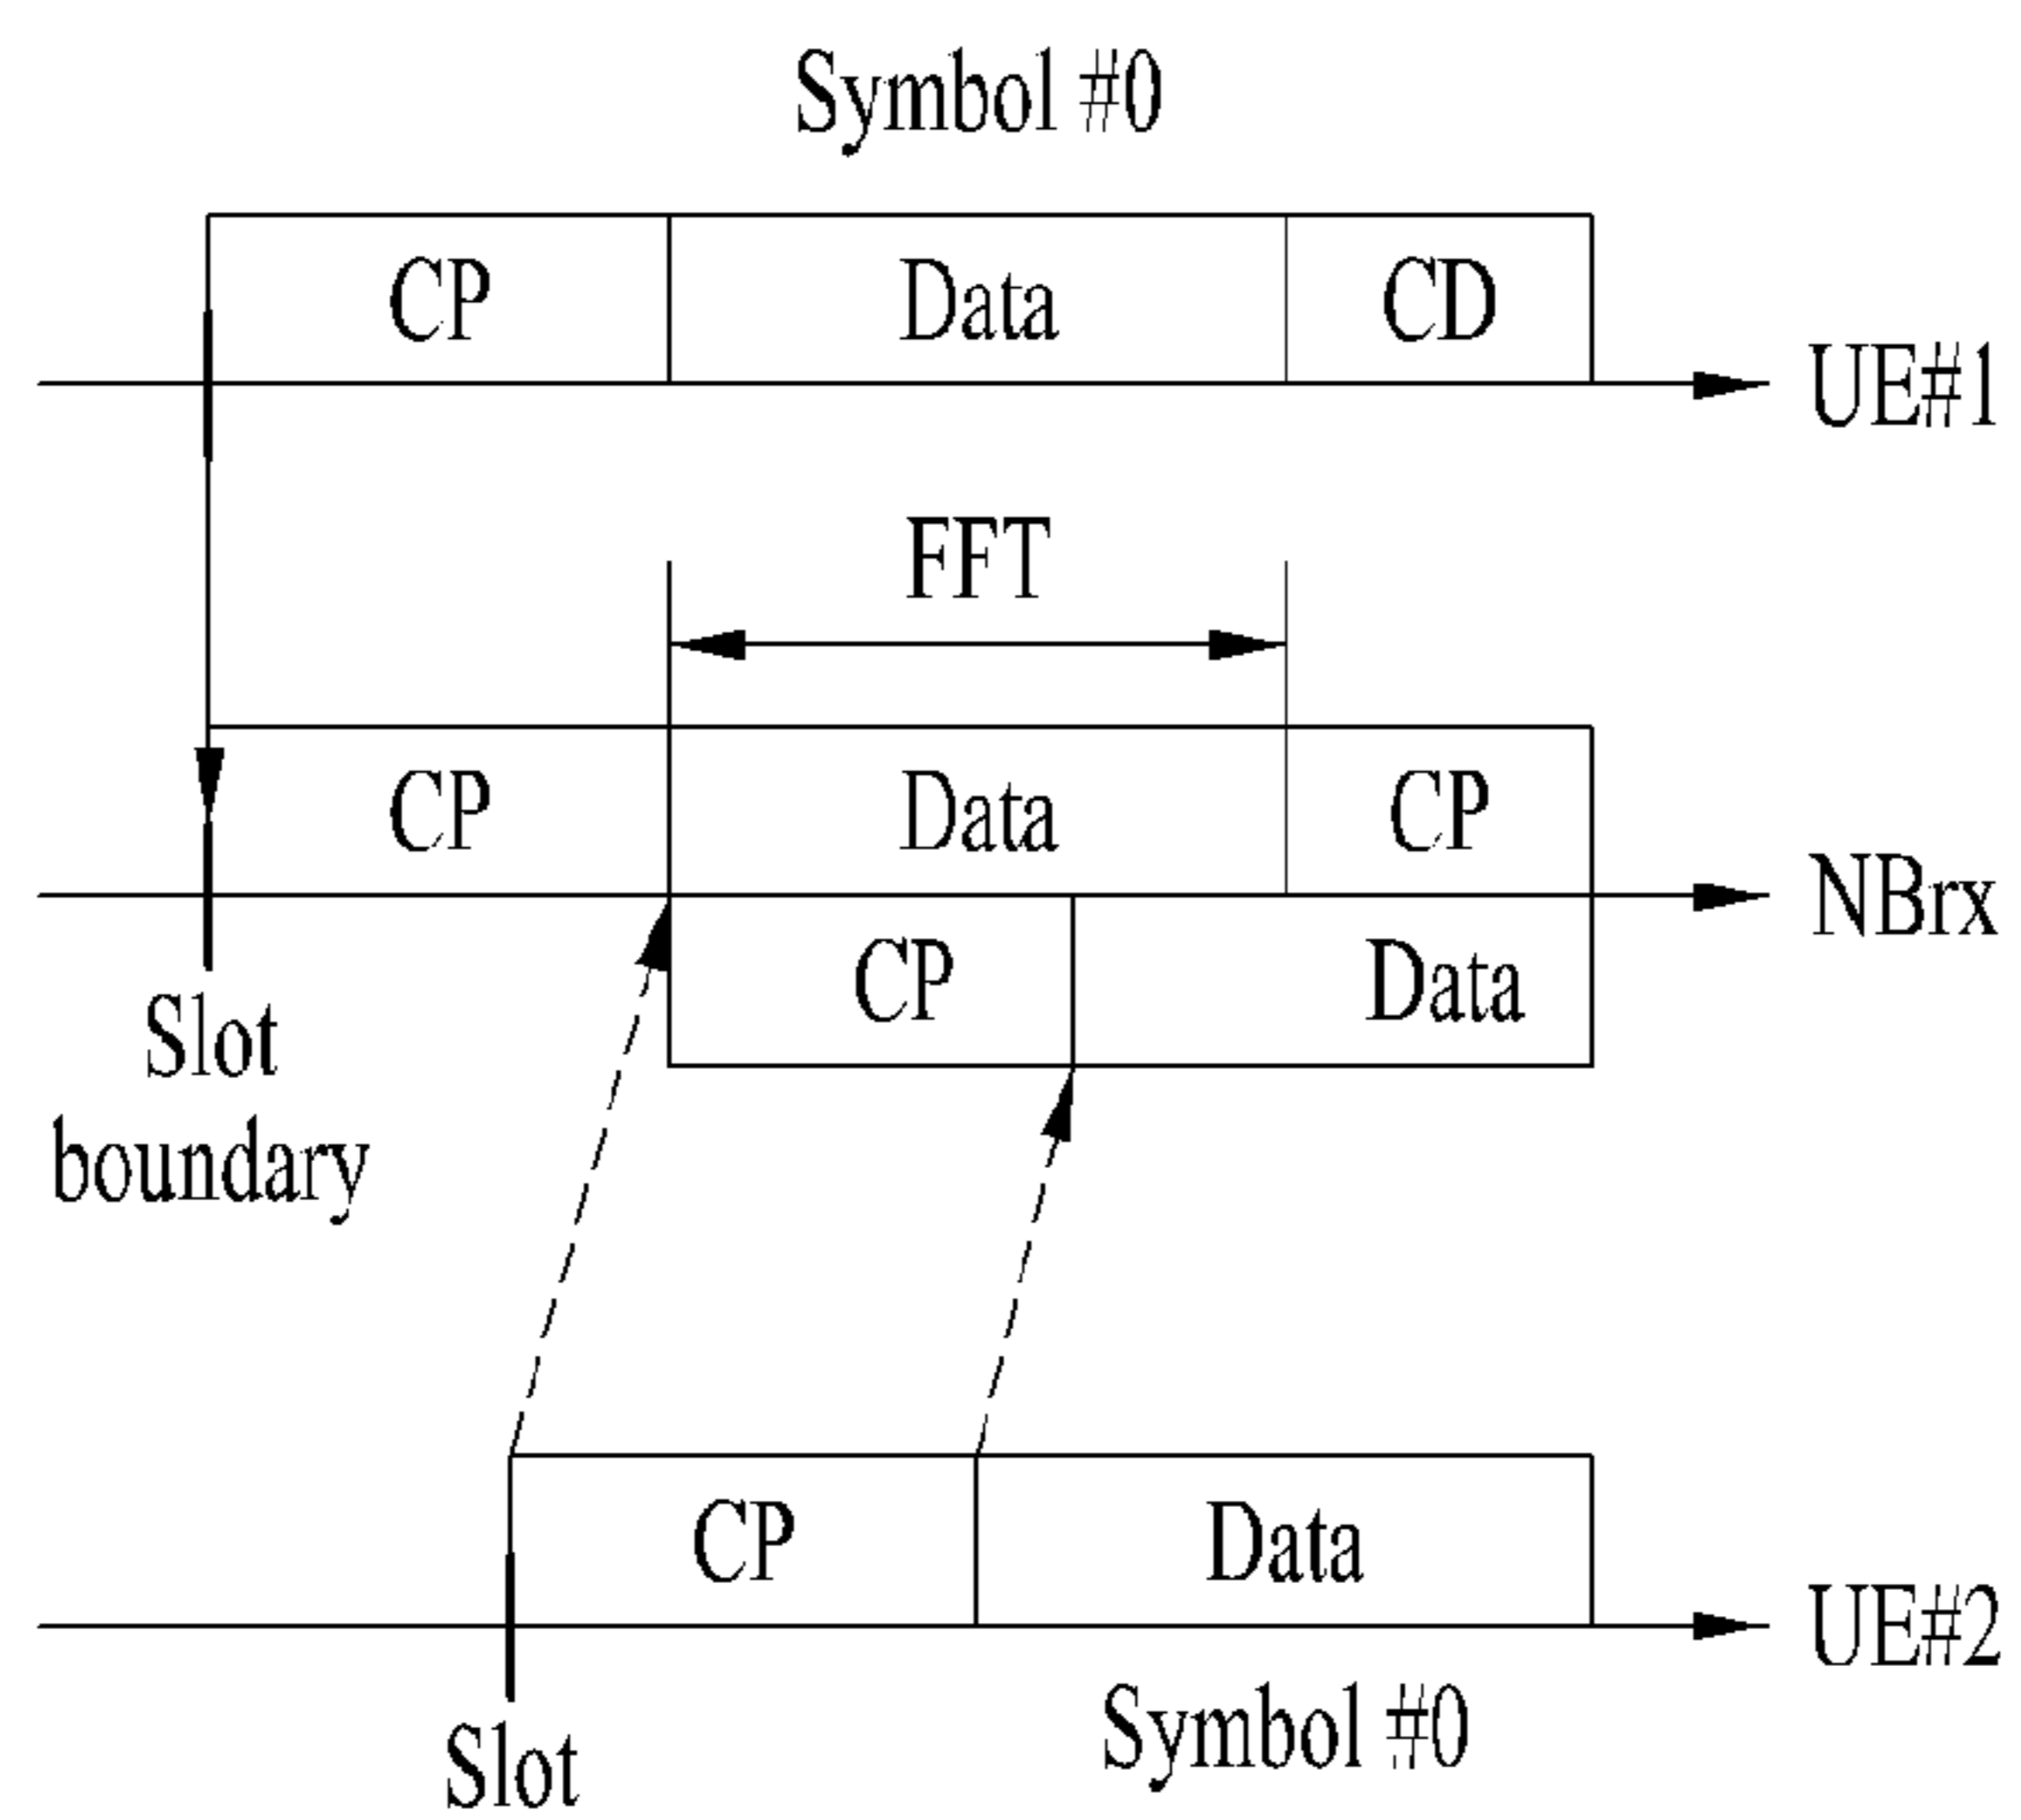 Symbol #0
CP Data CD
UE#1
FFT
CP Data CP
NBrx
CP Data
Slot
boundary
CP Data
UE#2
Symbol #0
Slot